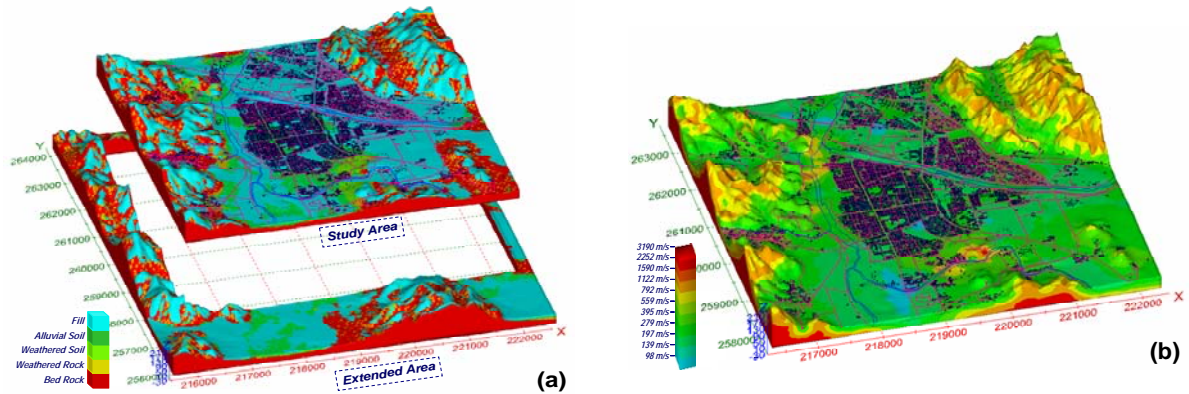 Y
264000
263000
262000
261000
260000
259000
258000
257000
256000
Study Area
Fill
Alluvial Soil
Weathered Soil
Weathered Rock
Bed Rock
216000
217000
218000
219000
220000
221000
222000
X
Extended Area
(a)
Y
263000
262000
261000
259000
258000
3190 m/s
2252 m/s
1590 m/s
1122 m/s
792 m/s
559 m/s
395 m/s
279 m/s
197 m/s
139 m/s
98 m/s
217000
218000
219000
220000
221000
222000
X
(b)